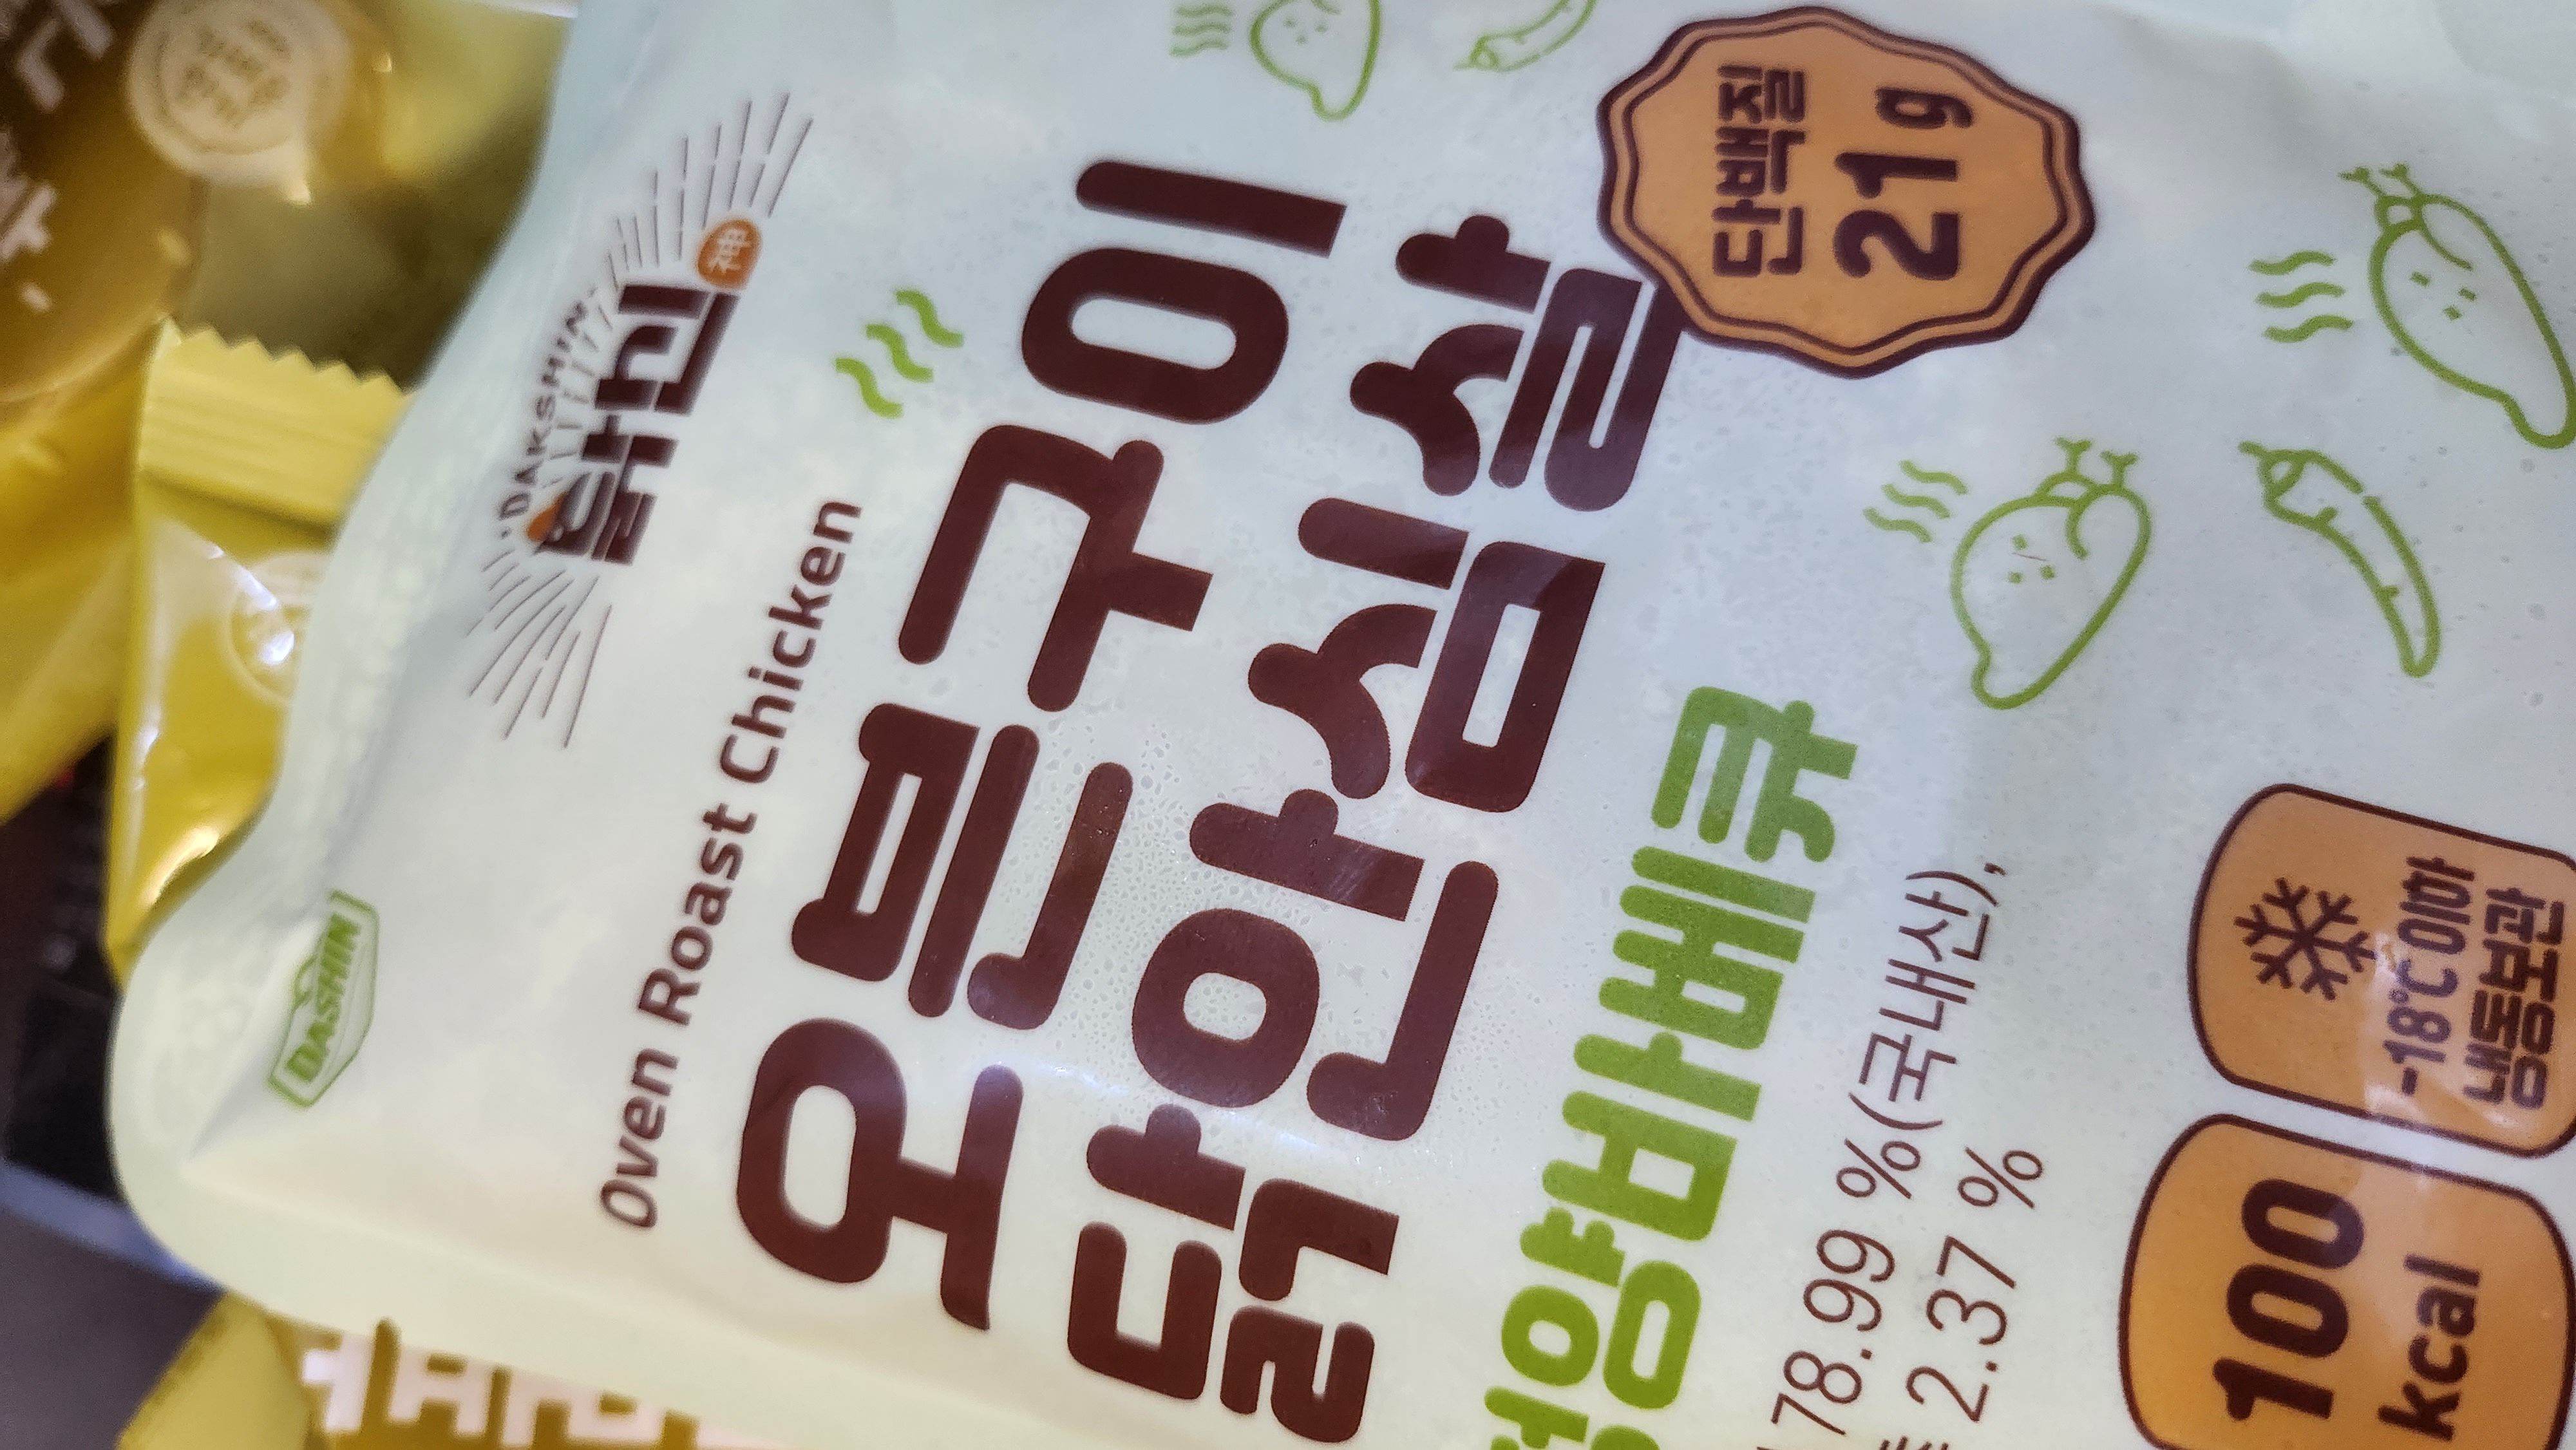 DASHIN
·DAKSHIN·
닭신
神
Oven Roast Chicken
오븐구이
닭안심살
단백질
21 g
양바베큐
78.99 %(국내산),
2.37 %
100
kcal
-18℃ 이하
냉동보관